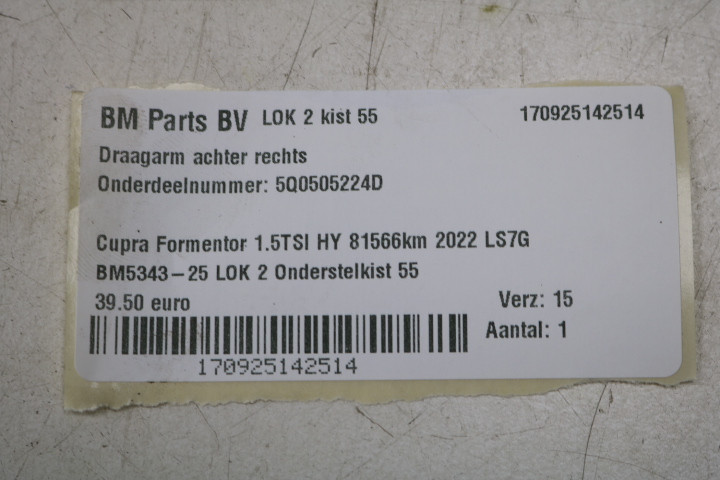 BM Parts BV LOK 2 kist 55 170925142514
Draagarm achter rechts
Onderdeelnummer: 5Q0505224D
Cupra Formentor 1.5TSI HY 81566km 2022 LS7G
BM5343-25 LOK 2 Onderstelkist 55
39.50 euro Verz: 15
Aantal: 1
170925142514